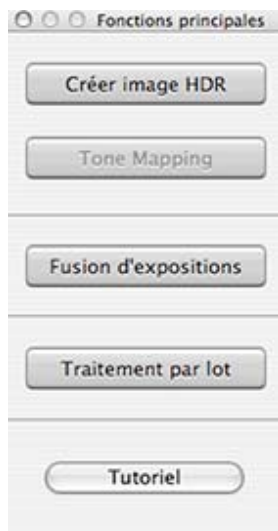 Fonctions principales
Créer image HDR
Tone Mapping
Fusion d'expositions
Traitement par lot
Tutoriel